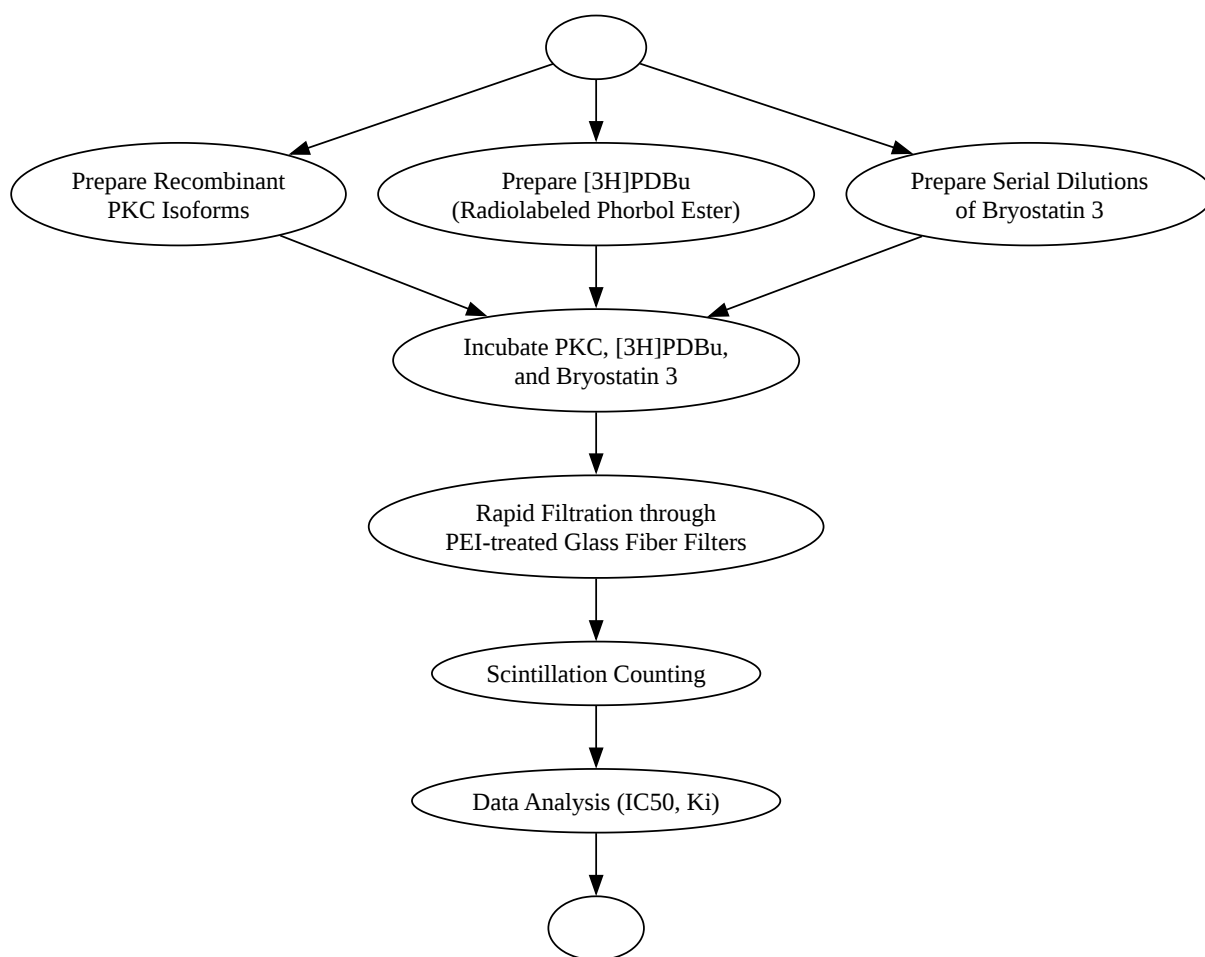 Prepare Recombinant
PKC Isoforms
Prepare [3H]PDBu
(Radiolabeled Phorbol Ester)
Prepare Serial Dilutions
of Bryostatin 3
Incubate PKC, [3H]PDBu,
and Bryostatin 3
Rapid Filtration through
PEI-treated Glass Fiber Filters
Scintillation Counting
Data Analysis (IC50, Ki)